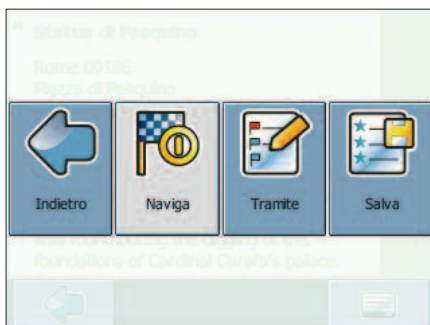 Status di Pasquino
Rome 00186
Piazza di Pasquino
Indietro Naviga Tramite Salva
was found during the digging of the
foundations of Cardinal Carafa's palace.